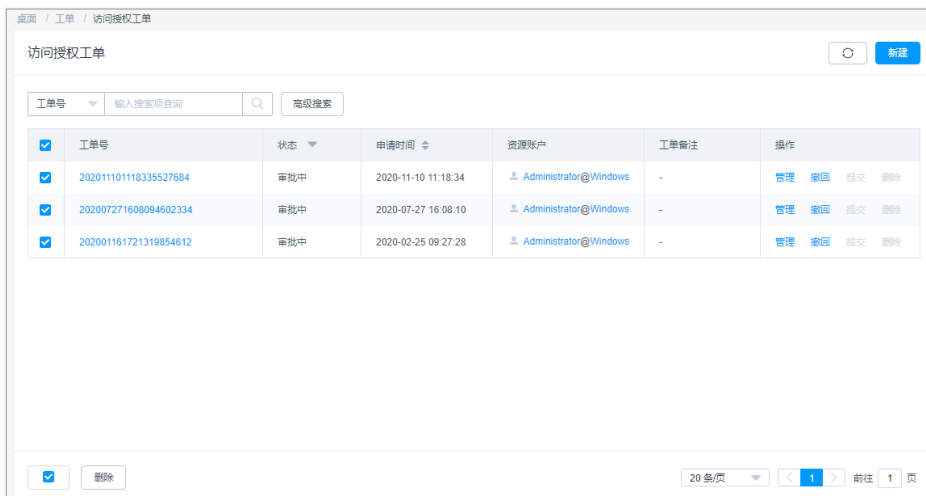 桌面 / 工单 / 访问授权工单
访问授权工单 新建
工单号 输入搜索项查询 高级搜索
工单号 状态 申请时间 资源账户 工单备注 操作
202011101118335527684 审批中 2020-11-10 11:18:34 Administrator@Windows - 管理 撤回 提交 删除
202007271608094602334 审批中 2020-07-27 16:08:10 Administrator@Windows - 管理 撤回 提交 删除
202001161721319854612 审批中 2020-02-25 09:27:28 Administrator@Windows - 管理 撤回 提交 删除
删除 20 条/页 1 前往 1 页